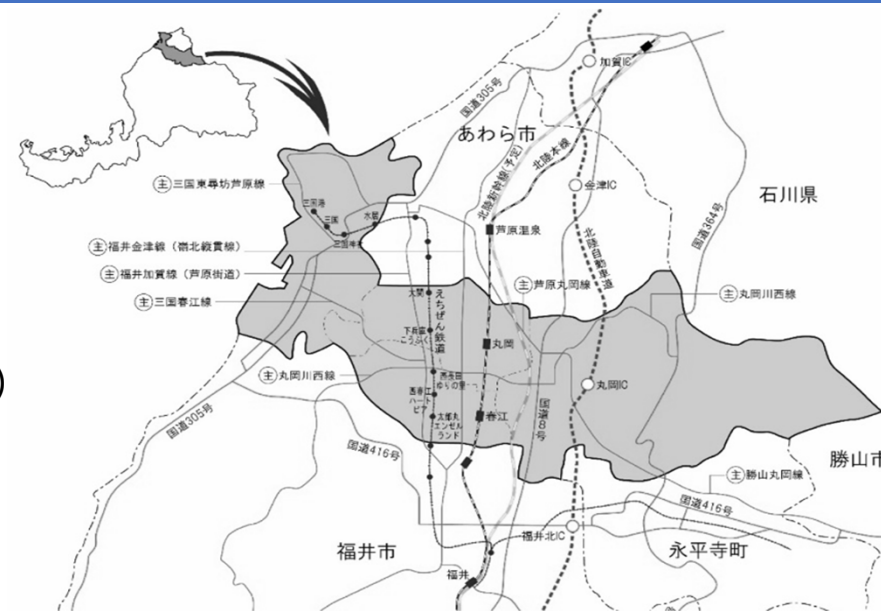 加賀IC
国道305号
あわら市
北陸新幹線(予定)
北陸本線
主 三国東尋坊芦原線
金津IC
石川県
三国港
三国
水居
三国神社
国道364号
芦原温泉
北陸自動車道
主 福井金津線(嶺北縦貫線)
主 福井加賀線(芦原街道)
主 芦原丸岡線
主 丸岡川西線
主 三国春江線
大関
えちぜん鉄道
下兵庫
こうふく
丸岡
主 丸岡川西線
西長田
ゆりの里
丸岡IC
西春江
ハート
ピア
春江
国道8号
太郎丸
エンゼル
ランド
国道305号
国道416号
勝山市
主 勝山丸岡線
国道416号
福井北IC
福井市
永平寺町
福井
)